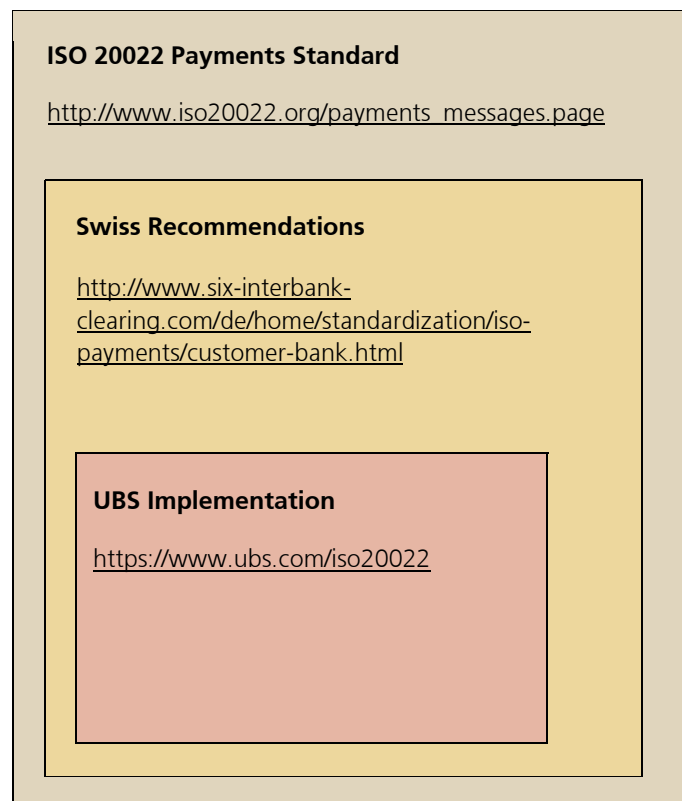 ISO 20022 Payments Standard
http://www.iso20022.org/payments_messages.page
Swiss Recommendations
http://www.six-interbank-
clearing.com/de/home/standardization/iso-
payments/customer-bank.html
UBS Implementation
https://www.ubs.com/iso20022